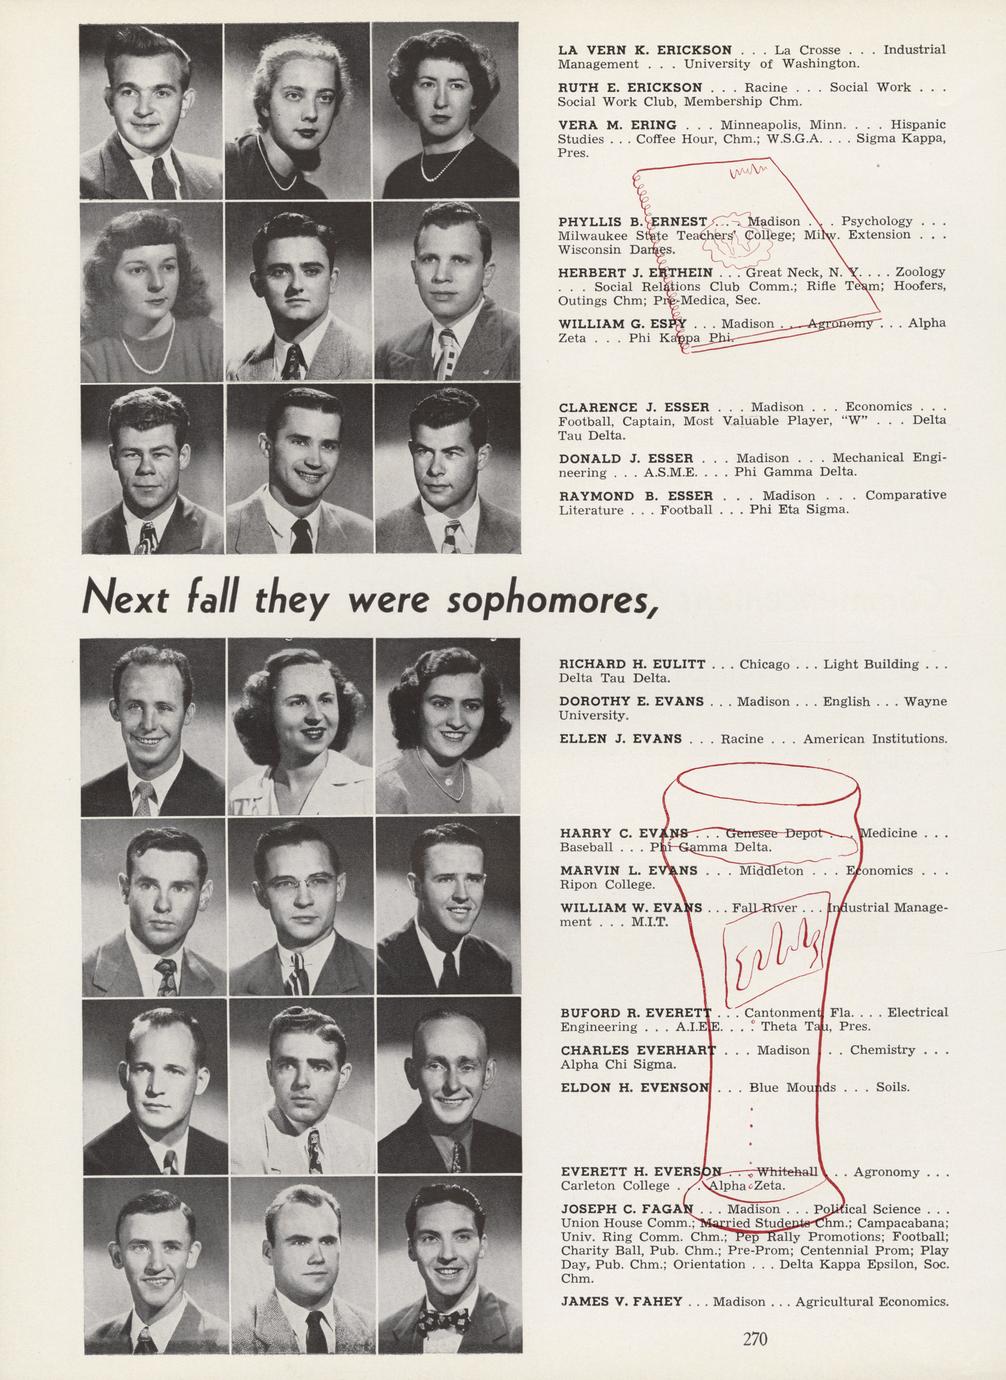 LA VERN K. ERICKSON . . . La Crosse . . . Industrial
Management . . . University of Washington.
RUTH E. ERICKSON . . . Racine . . . Social Work . . .
Social Work Club, Membership Chm.
VERA M. ERING . . . Minneapolis, Minn. . . . Hispanic
Studies . . . Coffee Hour, Chm.; W.S.G.A. . . . Sigma Kappa,
Pres.
PHYLLIS B. ERNEST . . . Madison . . . Psychology . . .
Milwaukee State Teachers' College; Milw. Extension . . .
Wisconsin Dames.
HERBERT J. ERTHEIN . . . Great Neck, N. Y. . . . Zoology
. . . Social Relations Club Comm.; Rifle Team; Hoofers,
Outings Chm; Pre-Medica, Sec.
WILLIAM G. ESPY . . . Madison . . . Agronomy . . . Alpha
Zeta . . . Phi Kappa Phi.
CLARENCE J. ESSER . . . Madison . . . Economics . . .
Football, Captain, Most Valuable Player, "W" . . . Delta
Tau Delta.
DONALD J. ESSER . . . Madison . . . Mechanical Engi-
neering . . . A.S.M.E. . . . Phi Gamma Delta.
RAYMOND B. ESSER . . . Madison . . . Comparative
Literature . . . Football . . . Phi Eta Sigma.
Next fall they were sophomores,
RICHARD H. EULITT . . . Chicago . . . Light Building . . .
Delta Tau Delta.
DOROTHY E. EVANS . . . Madison . . . English . . . Wayne
University.
ELLEN J. EVANS . . . Racine . . . American Institutions.
HARRY C. EVANS . . . Genesee Depot . . . Medicine . . .
Baseball . . . Phi Gamma Delta.
MARVIN L. EVANS . . . Middleton . . . Economics . . .
Ripon College.
WILLIAM W. EVANS . . . Fall River . . . Industrial Manage-
ment . . . M.I.T.
BUFORD R. EVERETT . . . Cantonment, Fla. . . . Electrical
Engineering . . . A.I.E.E. . . . Theta Tau, Pres.
CHARLES EVERHART . . . Madison . . . Chemistry . . .
Alpha Chi Sigma.
ELDON H. EVENSON . . . Blue Mounds . . . Soils.
EVERETT H. EVERSON . . . Whitehall . . . Agronomy . . .
Carleton College . . . Alpha Zeta.
JOSEPH C. FAGAN . . . Madison . . . Political Science . . .
Union House Comm.; Married Students Chm.; Campacabana;
Univ. Ring Comm. Chm.; Pep Rally Promotions; Football;
Charity Ball, Pub. Chm.; Pre-Prom; Centennial Prom; Play
Day, Pub. Chm.; Orientation . . . Delta Kappa Epsilon, Soc.
Chm.
JAMES V. FAHEY . . . Madison . . . Agricultural Economics.
270